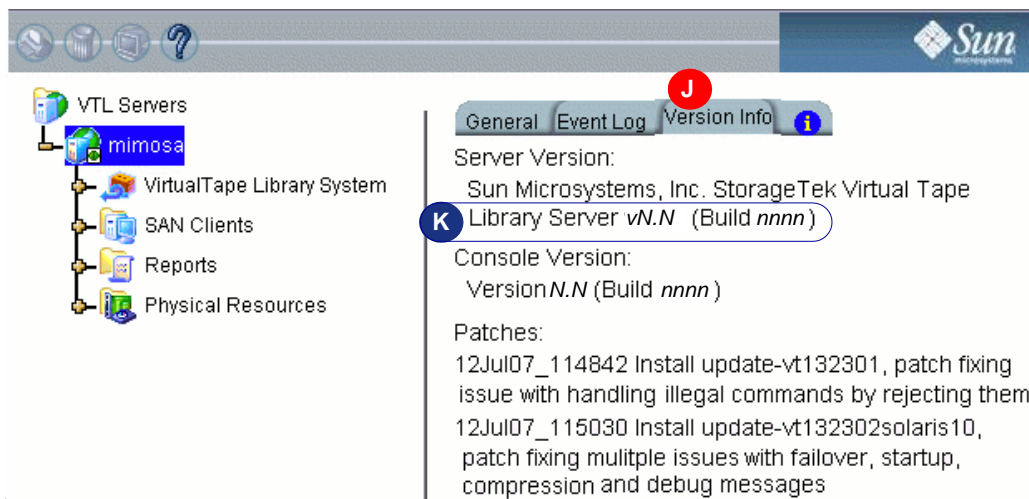 Sun
microsystems
VTL Servers
mimosa
VirtualTape Library System
SAN Clients
Reports
Physical Resources
J
General Event Log Version Info i
Server Version:
Sun Microsystems, Inc. StorageTek Virtual Tape
K Library Server vN.N (Build nnnn)
Console Version:
Version N.N (Build nnnn)
Patches:
12Jul07_114842 Install update-vt132301, patch fixing
issue with handling illegal commands by rejecting them
12Jul07_115030 Install update-vt132302solaris10,
patch fixing mulitple issues with failover, startup,
compression and debug messages